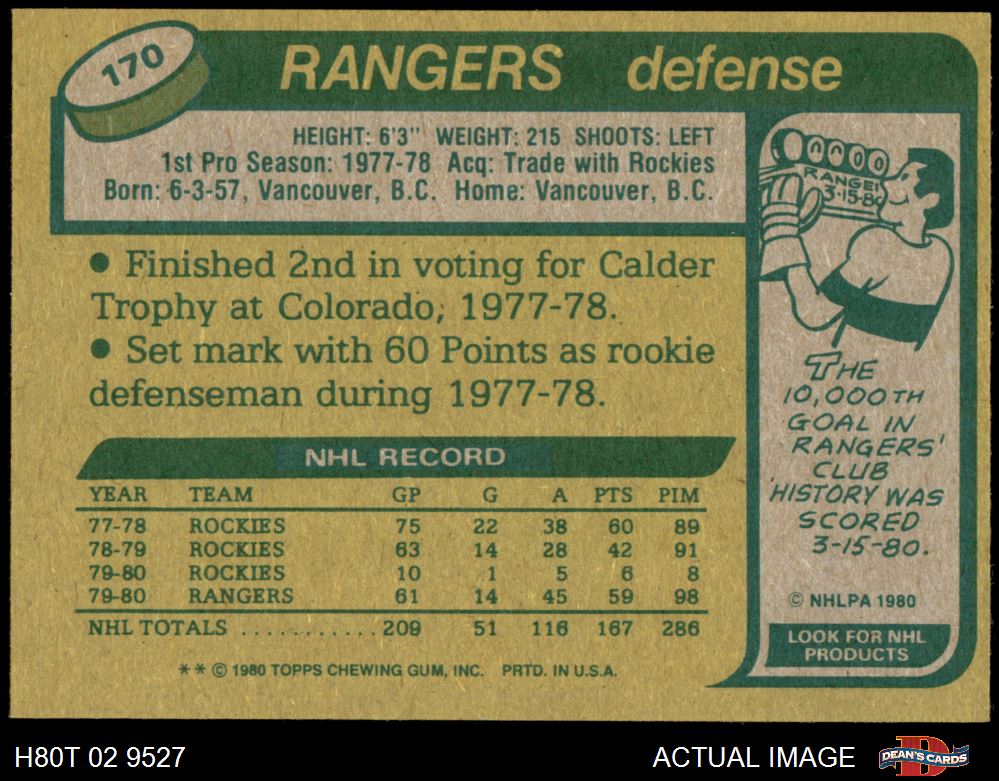 170
RANGERS defense
HEIGHT: 6'3" WEIGHT: 215 SHOOTS: LEFT
1st Pro Season: 1977-78 Acq: Trade with Rockies
Born: 6-3-57, Vancouver, B.C. Home: Vancouver, B.C.
● Finished 2nd in voting for Calder
Trophy at Colorado, 1977-78.
● Set mark with 60 Points as rookie
defenseman during 1977-78.
NHL RECORD
YEAR TEAM GP G A PTS PIM
77-78 ROCKIES 75 22 38 60 89
78-79 ROCKIES 63 14 28 42 91
79-80 ROCKIES 10 1 5 6 8
79-80 RANGERS 61 14 45 59 98
NHL TOTALS ........... 209 51 116 167 286
** © 1980 TOPPS CHEWING GUM, INC. PRTD. IN U.S.A.
0000
RANGE
3-15-80
THE
10,000TH
GOAL IN
RANGERS'
CLUB
HISTORY WAS
SCORED
3-15-80.
© NHLPA 1980
LOOK FOR NHL
PRODUCTS
H80T 02 9527
ACTUAL IMAGE
DEAN'S CARDS